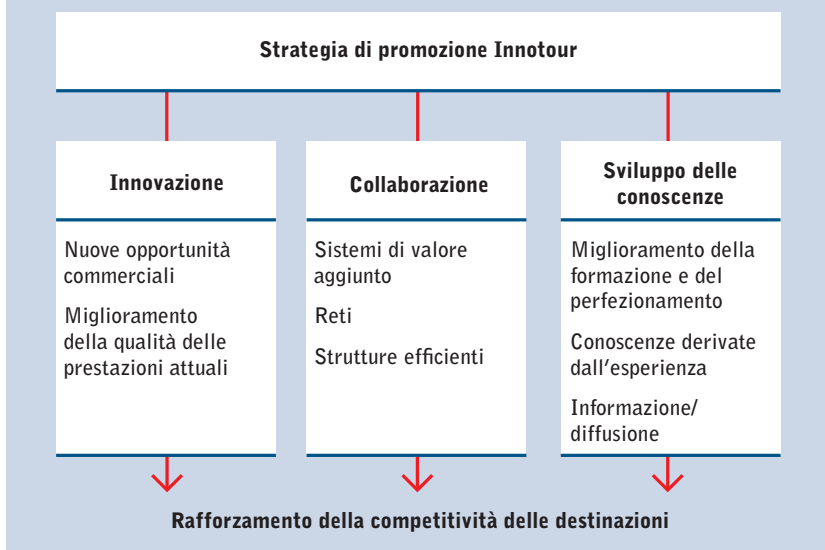 Strategia di promozione Innotour
Innovazione
Nuove opportunità
commerciali
Miglioramento
della qualità delle
prestazioni attuali
Collaborazione
Sistemi di valore
aggiunto
Reti
Strutture efficienti
Sviluppo delle
conoscenze
Miglioramento della
formazione e del
perfezionamento
Conoscenze derivate
dall'esperienza
Informazione/
diffusione
Rafforzamento della competitività delle destinazioni